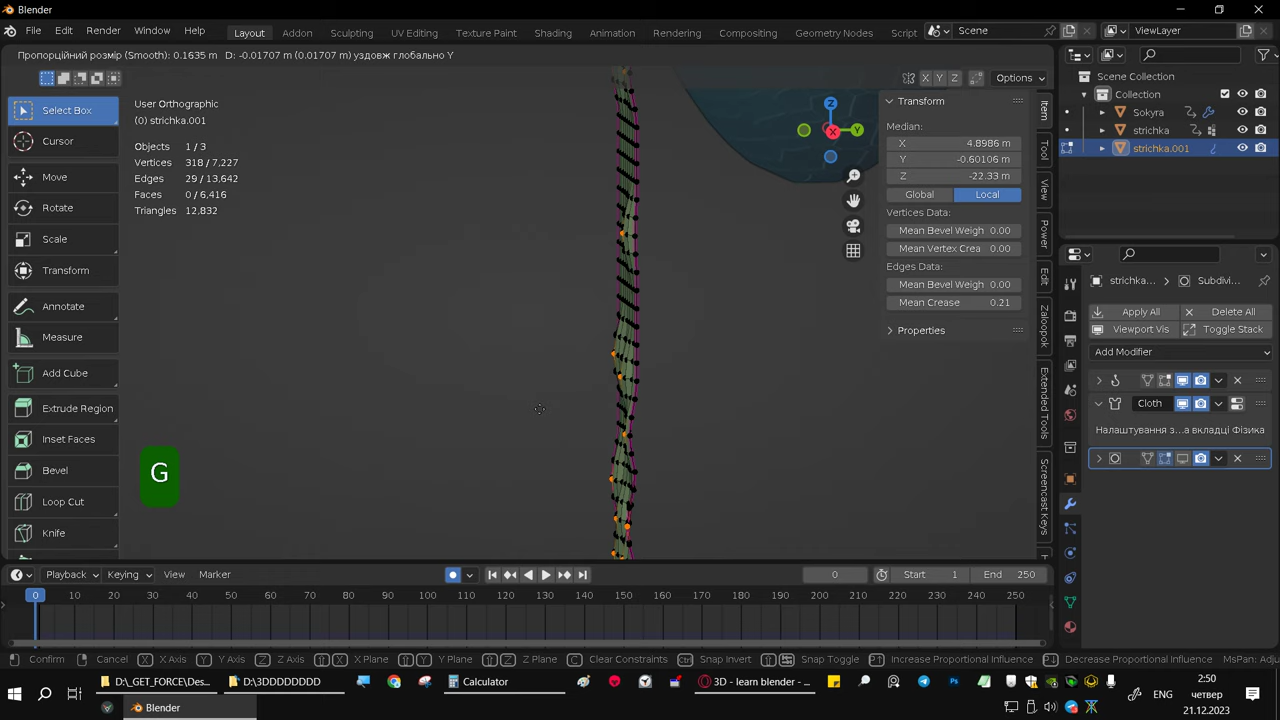 Blender
File Edit Render Window Help Layout Addon Sculpting UV Editing Texture Paint Shading Animation Rendering Compositing Geometry Nodes Script Scene ViewLayer
Пропорційний розмір (Smooth): 0.1635 m D: -0.01707 m (0.01707 m) уздовж глобально Y
X Y Z Options
Select Box
Cursor
Move
Rotate
Scale
Transform
Annotate
Measure
Add Cube
Extrude Region
Inset Faces
Bevel
Loop Cut
Knife
User Orthographic
(0) strichka.001
Objects 1 / 3
Vertices 318 / 7,227
Edges 29 / 13,642
Faces 0 / 6,416
Triangles 12,832
G
Z
Y
X
Transform
Median:
X 4.8986 m
Y -0.60106 m
Z -22.33 m
Global Local
Vertices Data:
Mean Bevel Weigh 0.00
Mean Vertex Crea 0.00
Edges Data:
Mean Bevel Weigh 0.00
Mean Crease 0.21
Properties
Item
Tool
View
Power
Edit
Zaloopok
Extended Tools
Screencast Keys
Scene Collection
Collection
Sokyra
strichka
strichka.001
strichka... Subdivi...
Apply All Delete All
Viewport Vis Toggle Stack
Add Modifier
Cloth
Налаштування з...а вкладці Фізика
Playback Keying View Marker 0 Start 1 End 250
0 10 20 30 40 50 60 70 80 90 100 110 120 130 140 150 160 170 180 190 200 210 220 230 240 250
Confirm Cancel X X Axis Y Y Axis Z Z Axis X X Plane Y Y Plane Z Z Plane C Clear Constraints Ctrl Snap Invert Snap Toggle Increase Proportional Influence Decrease Proportional Influence MsPan: Adju
D:\_GET_FORCE\Des... D:\3DDDDDDDD Calculator 3D - learn blender - ... ENG 2:50
четвер
21.12.2023
Blender